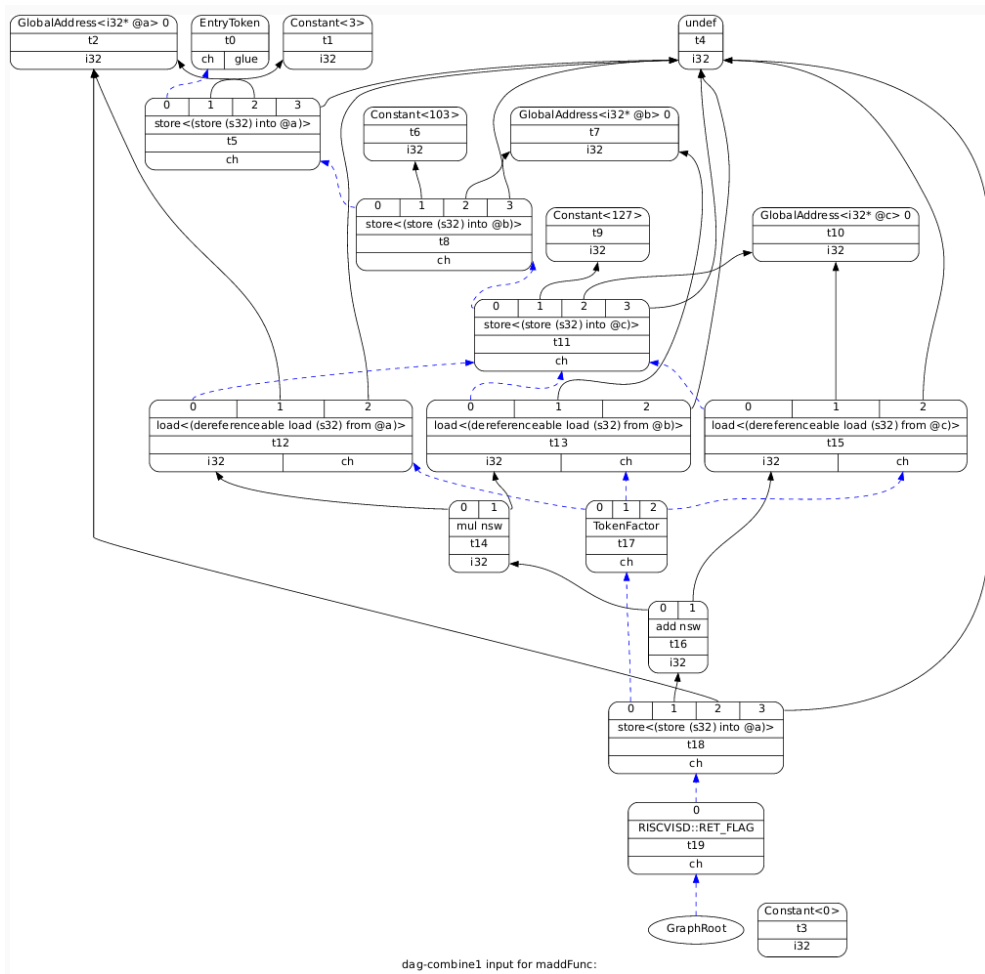 GlobalAddress<i32* @a> 0
t2
i32
EntryToken
t0
ch glue
Constant<3>
t1
i32
undef
t4
i32
0 1 2 3
store<(store (s32) into @a)>
t5
ch
Constant<103>
t6
i32
GlobalAddress<i32* @b> 0
t7
i32
0 1 2 3
store<(store (s32) into @b)>
t8
ch
Constant<127>
t9
i32
GlobalAddress<i32* @c> 0
t10
i32
0 1 2 3
store<(store (s32) into @c)>
t11
ch
0 1 2
load<(dereferenceable load (s32) from @a)>
t12
i32 ch
0 1 2
load<(dereferenceable load (s32) from @b)>
t13
i32 ch
0 1 2
load<(dereferenceable load (s32) from @c)>
t15
i32 ch
0 1
mul nsw
t14
i32
0 1 2
TokenFactor
t17
ch
0 1
add nsw
t16
i32
0 1 2 3
store<(store (s32) into @a)>
t18
ch
0
RISCVISD::RET_FLAG
t19
ch
GraphRoot
Constant<0>
t3
i32
dag-combine1 input for maddFunc: